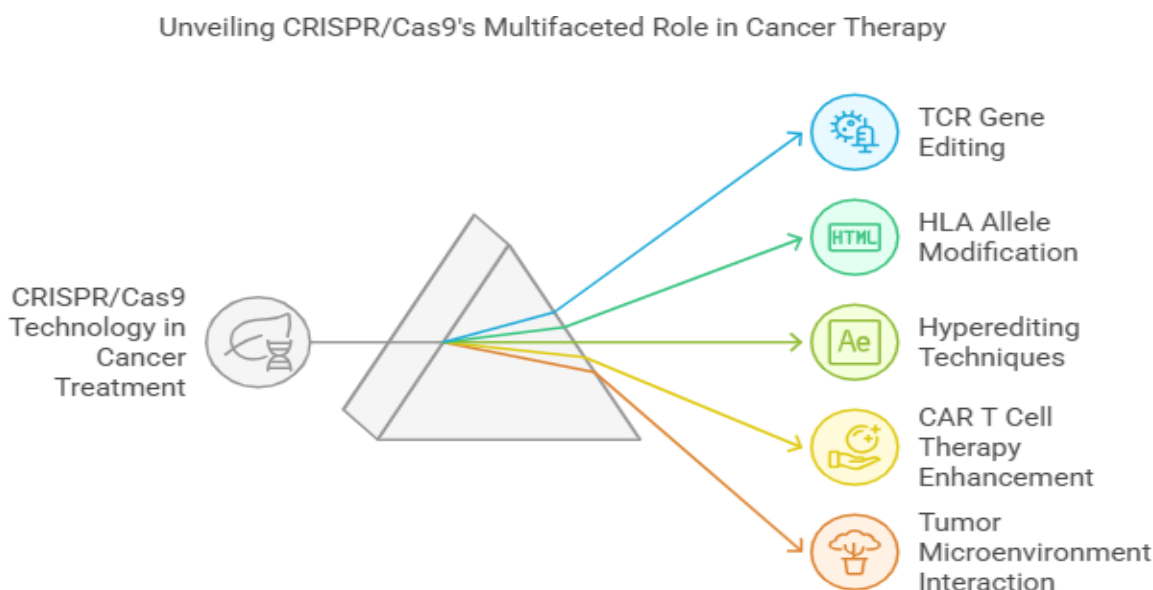 Unveiling CRISPR/Cas9's Multifaceted Role in Cancer Therapy
CRISPR/Cas9
Technology in
Cancer
Treatment
TCR Gene
Editing
HTML
HLA Allele
Modification
Ae
Hyperediting
Techniques
CAR T Cell
Therapy
Enhancement
Tumor
Microenvironment
Interaction